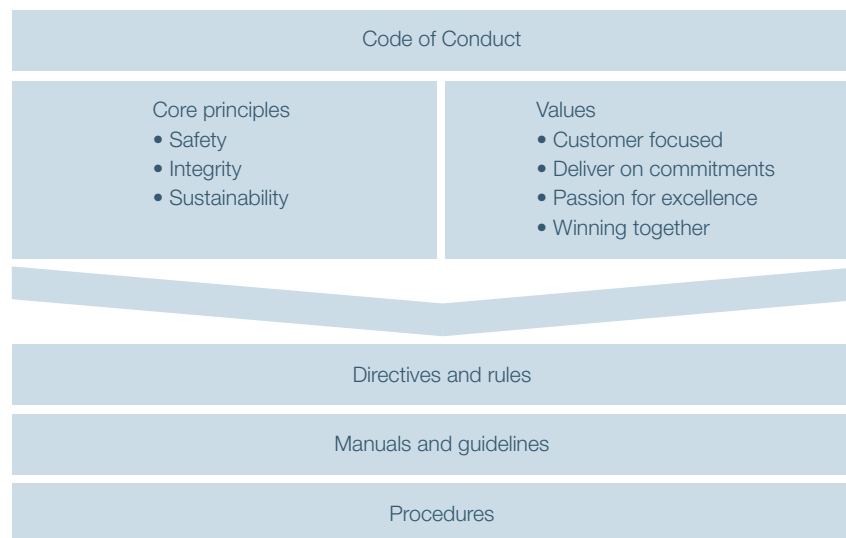 Code of Conduct
Core principles
• Safety
• Integrity
• Sustainability
Values
• Customer focused
• Deliver on commitments
• Passion for excellence
• Winning together
Directives and rules
Manuals and guidelines
Procedures